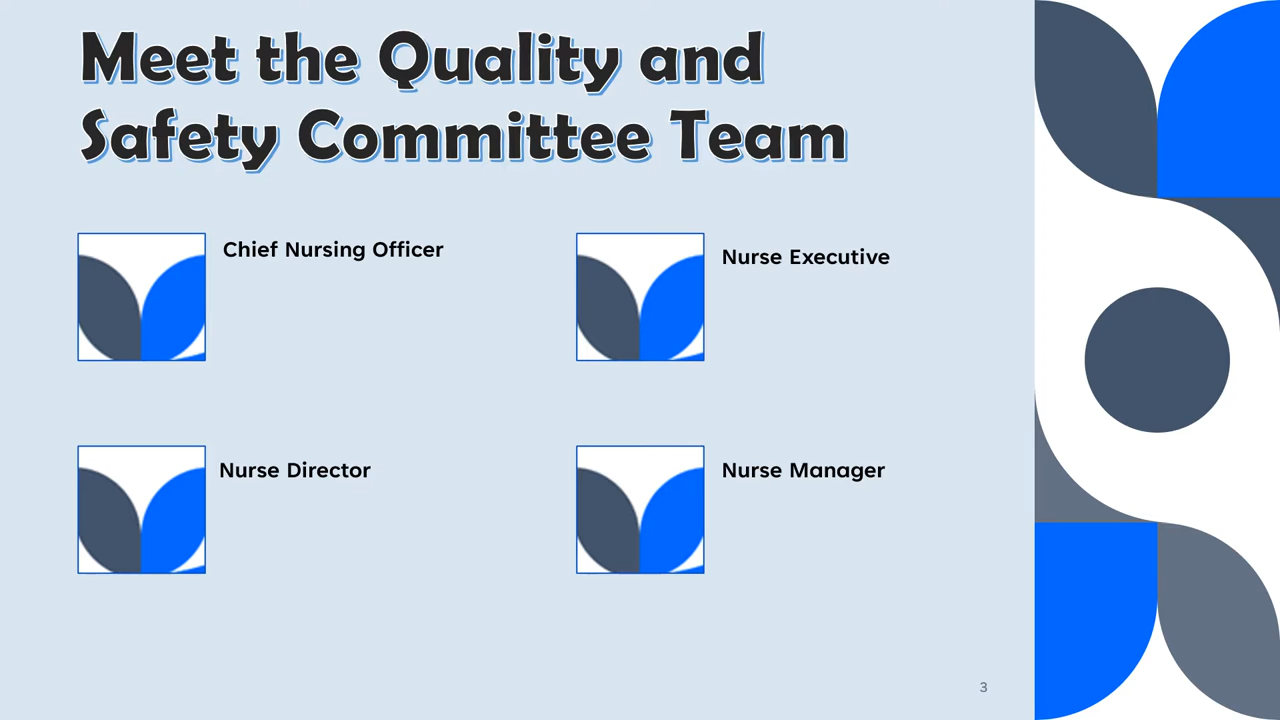 Meet the Quality and
Safety Committee Team
Chief Nursing Officer
Nurse Executive
Nurse Director
Nurse Manager
3